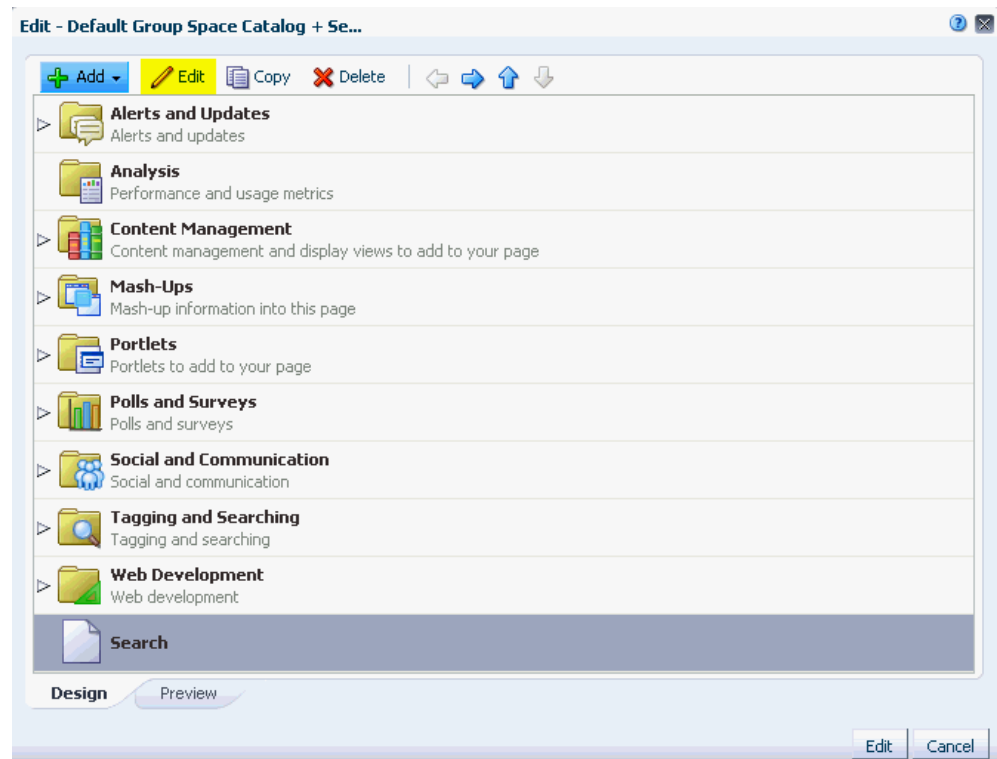 Edit - Default Group Space Catalog + Se...
Add Edit Copy Delete
Alerts and Updates
Alerts and updates
Analysis
Performance and usage metrics
Content Management
Content management and display views to add to your page
Mash-Ups
Mash-up information into this page
Portlets
Portlets to add to your page
Polls and Surveys
Polls and surveys
Social and Communication
Social and communication
Tagging and Searching
Tagging and searching
Web Development
Web development
Search
Design Preview
Edit Cancel